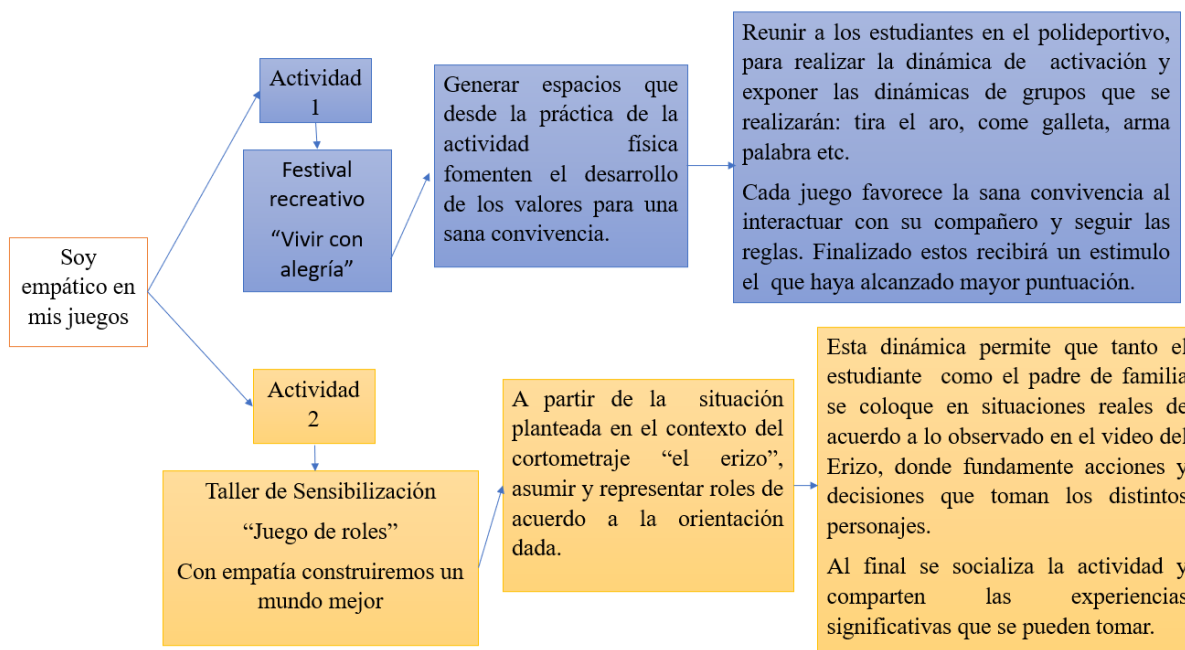 Soy
empático en
mis juegos
Actividad
1
Festival
recreativo
“Vivir con
alegría”
Generar espacios que
desde la práctica de la
actividad física
fomenten el desarrollo
de los valores para una
sana convivencia.
Reunir a los estudiantes en el polideportivo,
para realizar la dinámica de activación y
exponer las dinámicas de grupos que se
realizarán: tira el aro, come galleta, arma
palabra etc.
Cada juego favorece la sana convivencia al
interactuar con su compañero y seguir las
reglas. Finalizado estos recibirá un estimulo
el que haya alcanzado mayor puntuación.
Actividad
2
Taller de Sensibilización
“Juego de roles”
Con empatía construiremos un
mundo mejor
A partir de la situación
planteada en el contexto del
cortometraje “el erizo”,
asumir y representar roles de
acuerdo a la orientación
dada.
Esta dinámica permite que tanto el
estudiante como el padre de familia
se coloque en situaciones reales de
acuerdo a lo observado en el video del
Erizo, donde fundamente acciones y
decisiones que toman los distintos
personajes.
Al final se socializa la actividad y
comparten las experiencias
significativas que se pueden tomar.